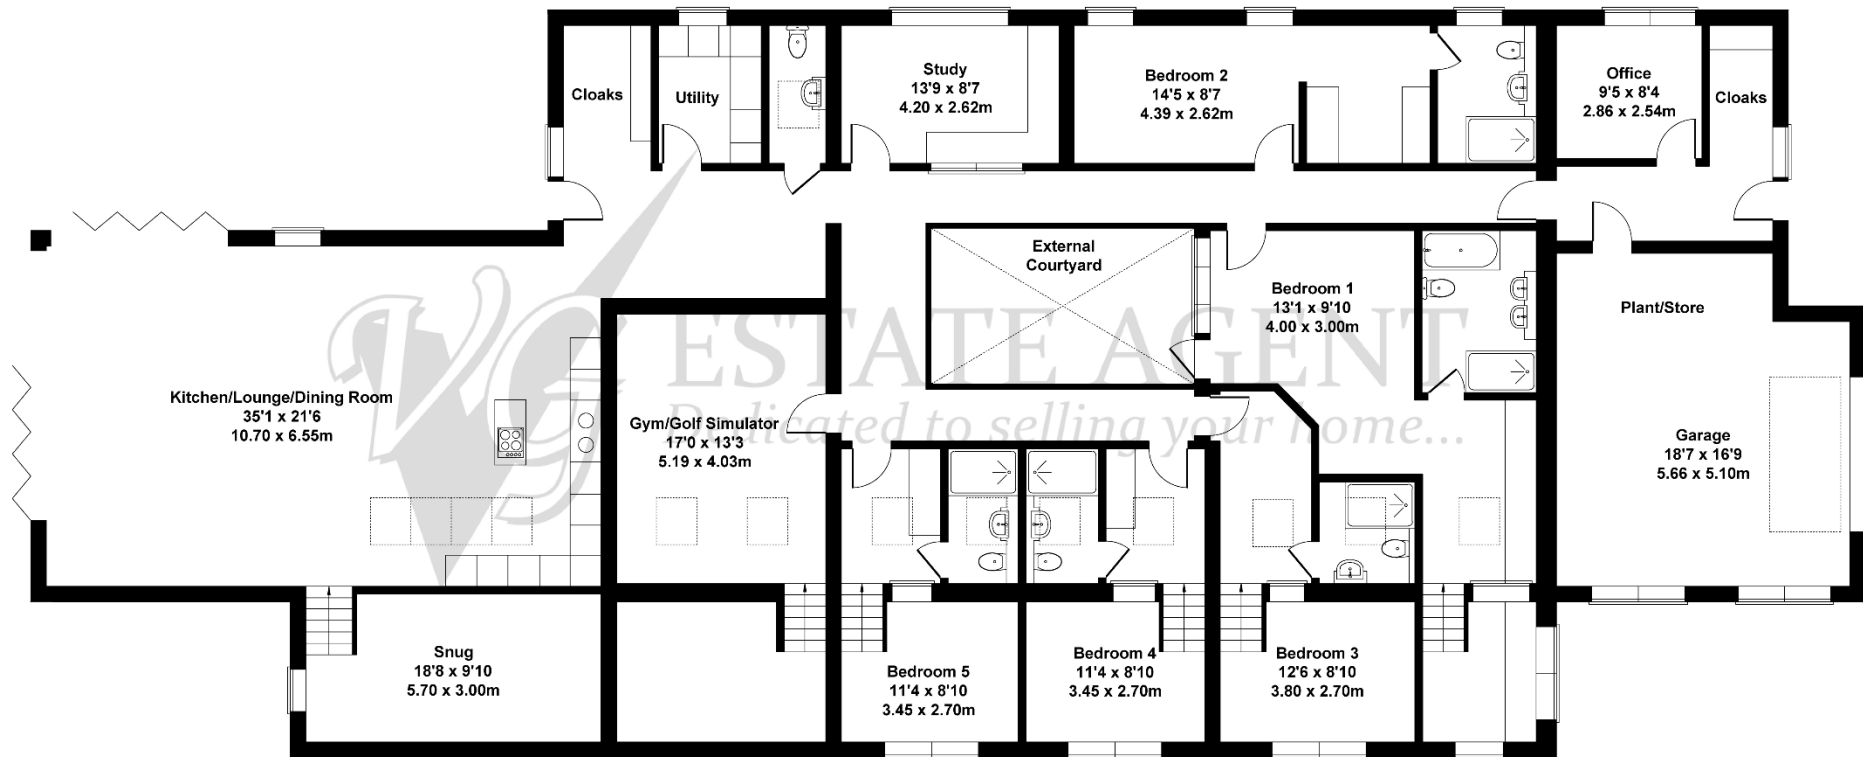 Cloaks
Utility
Study
13'9 x 8'7
4.20 x 2.62m
Bedroom 2
14'5 x 8'7
4.39 x 2.62m
Office
9'5 x 8'4
2.86 x 2.54m
Cloaks
External
Courtyard
Bedroom 1
13'1 x 9'10
4.00 x 3.00m
Plant/Store
VG ESTATE AGENT
Dedicated to selling your home...
Kitchen/Lounge/Dining Room
35'1 x 21'6
10.70 x 6.55m
Gym/Golf Simulator
17'0 x 13'3
5.19 x 4.03m
Garage
18'7 x 16'9
5.66 x 5.10m
Snug
18'8 x 9'10
5.70 x 3.00m
Bedroom 5
11'4 x 8'10
3.45 x 2.70m
Bedroom 4
11'4 x 8'10
3.45 x 2.70m
Bedroom 3
12'6 x 8'10
3.80 x 2.70m